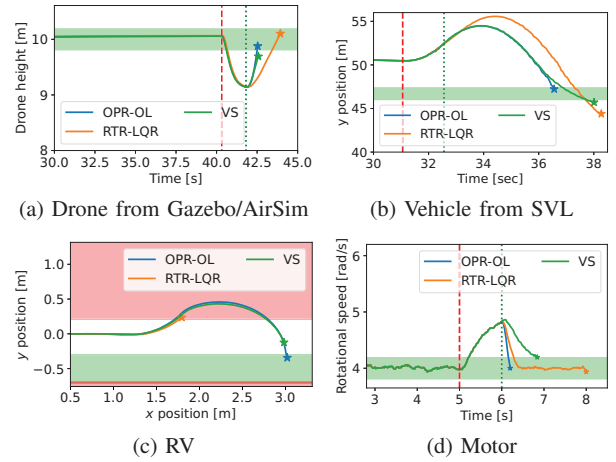 Drone height [m]
10
9
8
OPR-OL
VS
RTR-LQR
30.0 32.5 35.0 37.5 40.0 42.5 45.0
Time [s]
(a) Drone from Gazebo/AirSim
y position [m]
55
50
45
OPR-OL
VS
RTR-LQR
30 32 34 36 38
Time [sec]
(b) Vehicle from SVL
y position [m]
1.0
0.5
0.0
−0.5
OPR-OL
VS
RTR-LQR
0.5 1.0 1.5 2.0 2.5 3.0
x position [m]
(c) RV
Rotational speed [rad/s]
6
5
4
OPR-OL
VS
RTR-LQR
3 4 5 6 7 8
Time [s]
(d) Motor